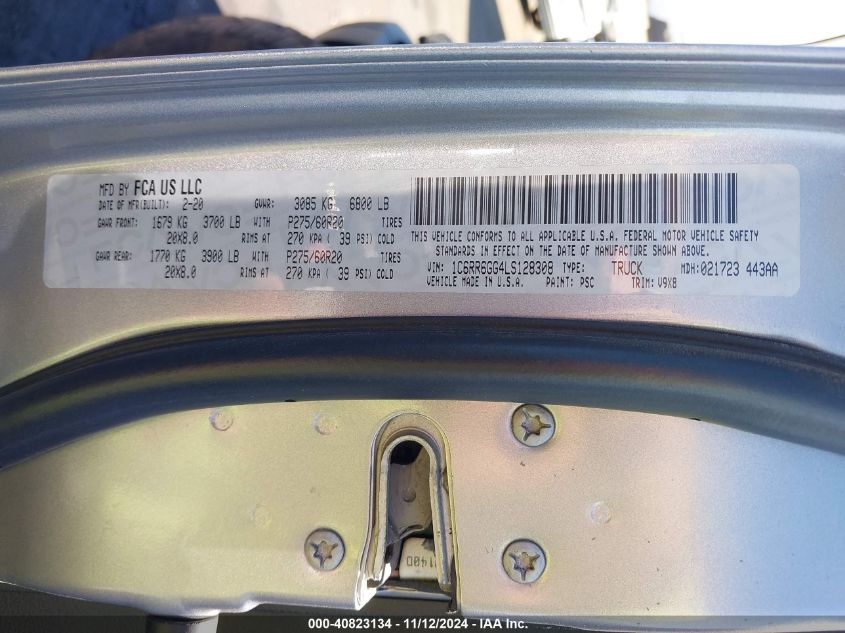 MFD BY FCA US LLC
DATE OF MFR(BUILT): 2-20 GVWR: 3085 KG 6800 LB
GAWR FRONT: 1679 KG 3700 LB WITH P275/60R20 TIRES
20X8.0 RIMS AT 270 KPA ( 39 PSI) COLD
GAWR REAR: 1770 KG 3900 LB WITH P275/60R20 TIRES
20X8.0 RIMS AT 270 KPA ( 39 PSI) COLD
THIS VEHICLE CONFORMS TO ALL APPLICABLE U.S.A. FEDERAL MOTOR VEHICLE SAFETY
STANDARDS IN EFFECT ON THE DATE OF MANUFACTURE SHOWN ABOVE.
VIN: 1C6RR6GG4LS128308 TYPE: TRUCK MDH:021723 443AA
VEHICLE MADE IN U.S.A. PAINT: PSC TRIM: V9X8
1400
000-40823134 - 11/12/2024 - IAA Inc.